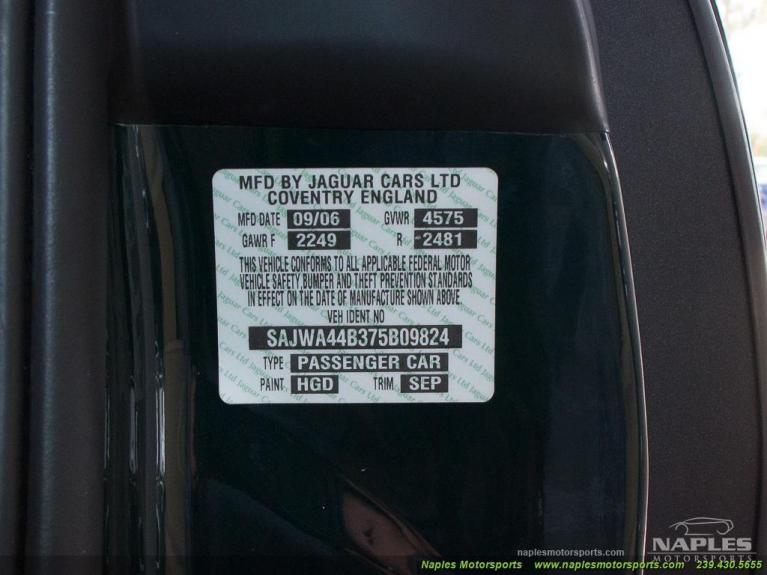 MFD BY JAGUAR CARS LTD
COVENTRY ENGLAND
MFD DATE 09/06 GVWR 4575
GAWR F 2249 R 2481
THIS VEHICLE CONFORMS TO ALL APPLICABLE FEDERAL MOTOR
VEHICLE SAFETY,BUMPER AND THEFT PREVENTION STANDARDS
IN EFFECT ON THE DATE OF MANUFACTURE SHOWN ABOVE.
VEH IDENT NO
SAJWA44B375B09824
TYPE PASSENGER CAR
PAINT HGD TRIM SEP
NAPLES
MOTORSPORTS
naplesmotorsports.com
Naples Motorsports www.naplesmotorsports.com 239.430.5655